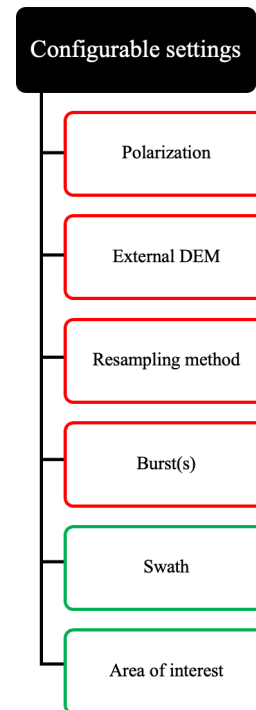 Configurable settings
Polarization
External DEM
Resampling method
Burst(s)
Swath
Area of interest